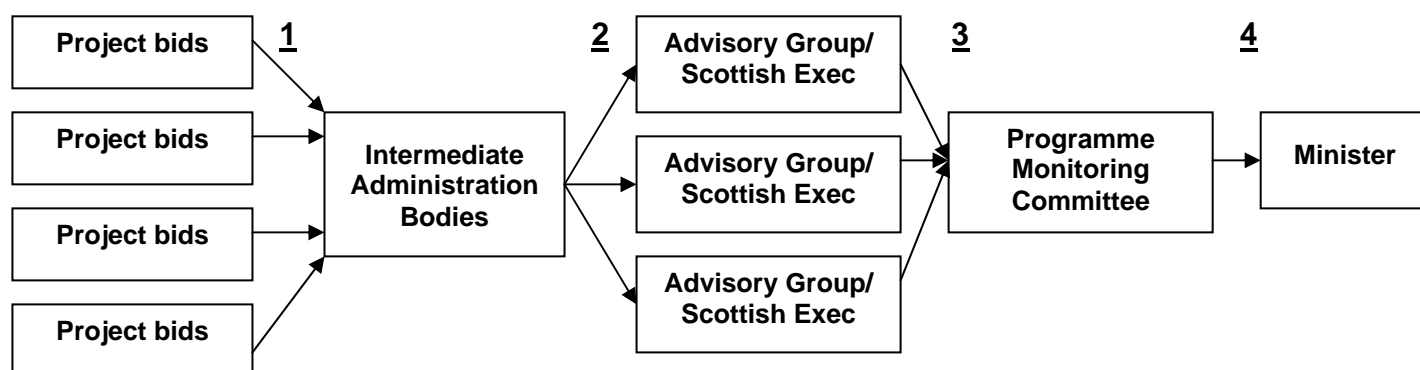 Project bids
Project bids
Project bids
Project bids
1
Intermediate
Administration
Bodies
2
Advisory Group/
Scottish Exec
Advisory Group/
Scottish Exec
Advisory Group/
Scottish Exec
3
Programme
Monitoring
Committee
4
Minister